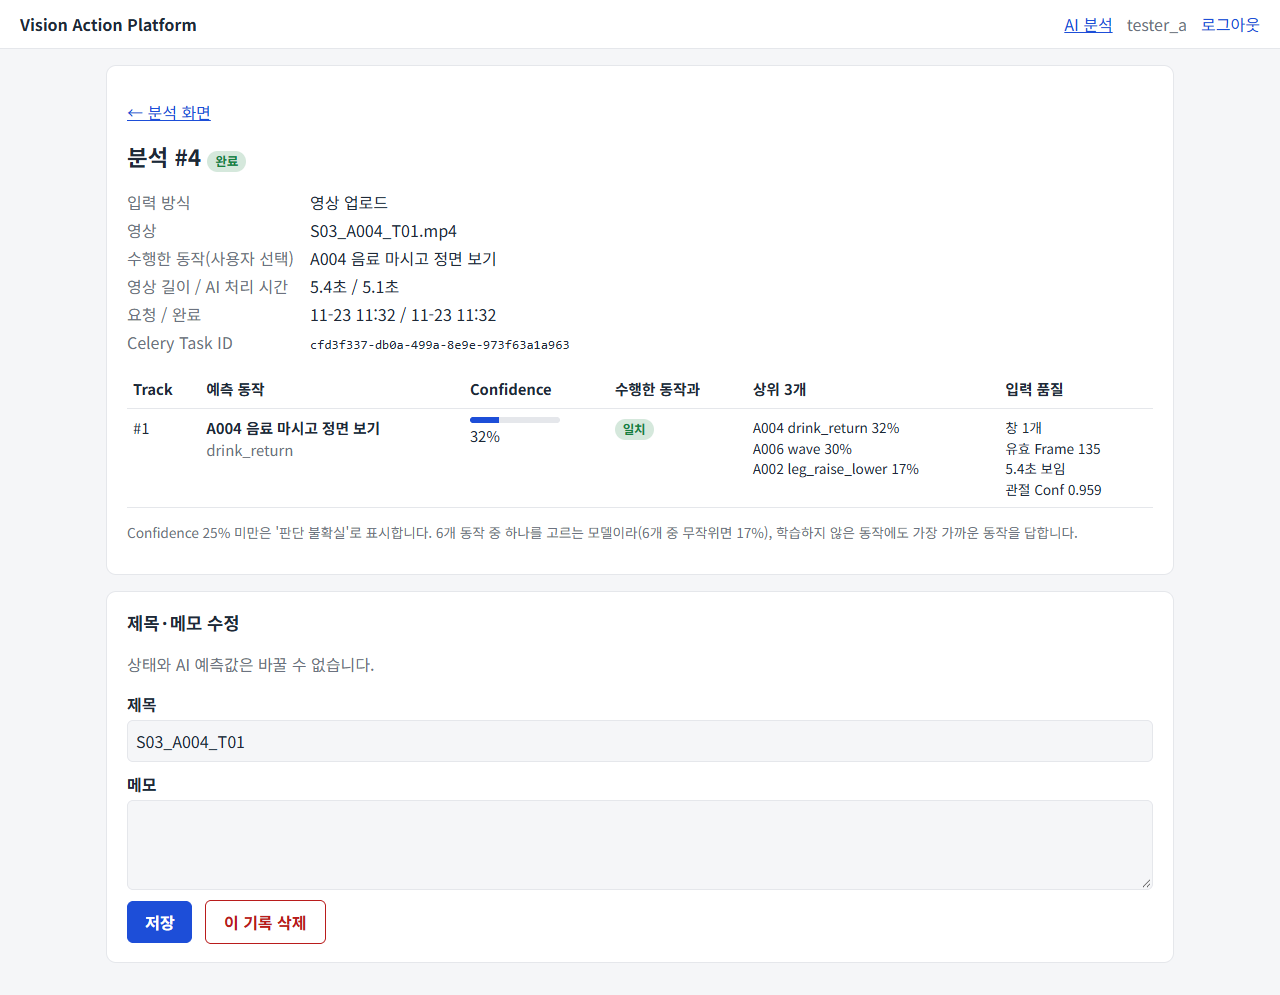 Vision Action Platform
AI 분석 tester_a 로그아웃
← 분석 화면
분석 #4 완료
입력 방식 영상 업로드
영상 S03_A004_T01.mp4
수행한 동작(사용자 선택) A004 음료 마시고 정면 보기
영상 길이 / AI 처리 시간 5.4초 / 5.1초
요청 / 완료 11-23 11:32 / 11-23 11:32
Celery Task ID cfd3f337-db0a-499a-8e9e-973f63a1a963
Track 예측 동작 Confidence 수행한 동작과 상위 3개 입력 품질
#1 A004 음료 마시고 정면 보기
drink_return
32%
일치
A004 drink_return 32%
A006 wave 30%
A002 leg_raise_lower 17%
창 1개
유효 Frame 135
5.4초 보임
관절 Conf 0.959
Confidence 25% 미만은 '판단 불확실'로 표시합니다. 6개 동작 중 하나를 고르는 모델이라(6개 중 무작위면 17%), 학습하지 않은 동작에도 가장 가까운 동작을 답합니다.
제목·메모 수정
상태와 AI 예측값은 바꿀 수 없습니다.
제목
S03_A004_T01
메모
저장 이 기록 삭제